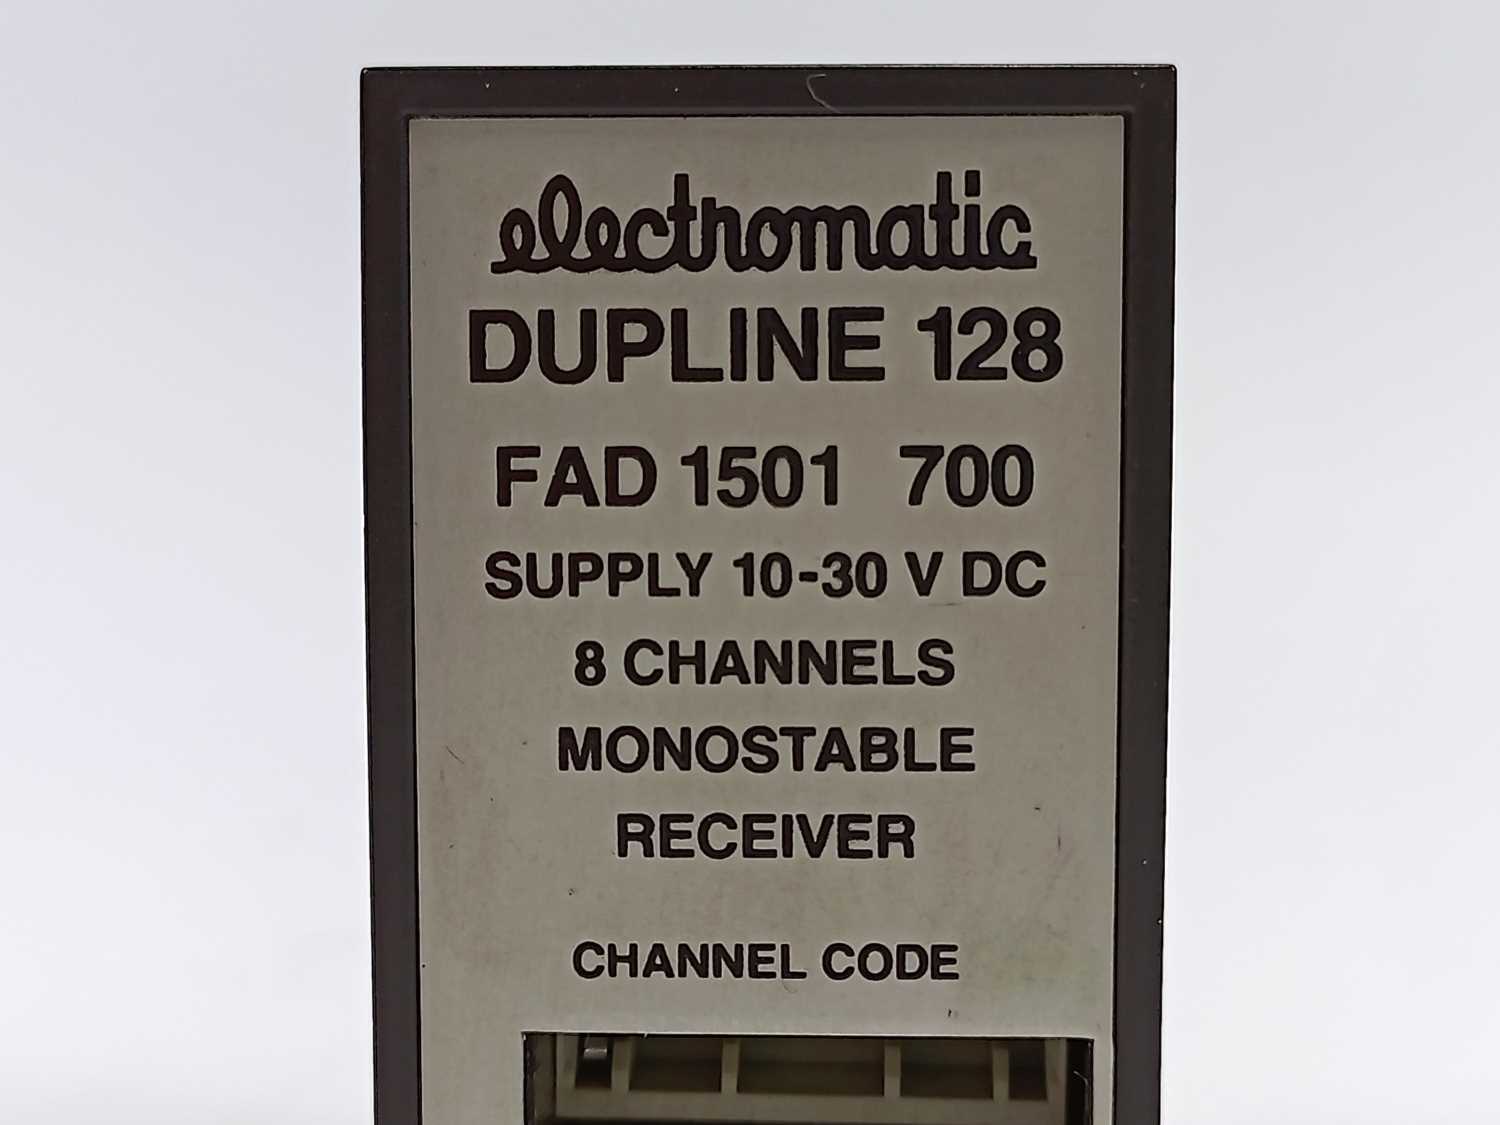 electromatic
DUPLINE 128
FAD 1501 700
SUPPLY 10-30 V DC
8 CHANNELS
MONOSTABLE
RECEIVER
CHANNEL CODE